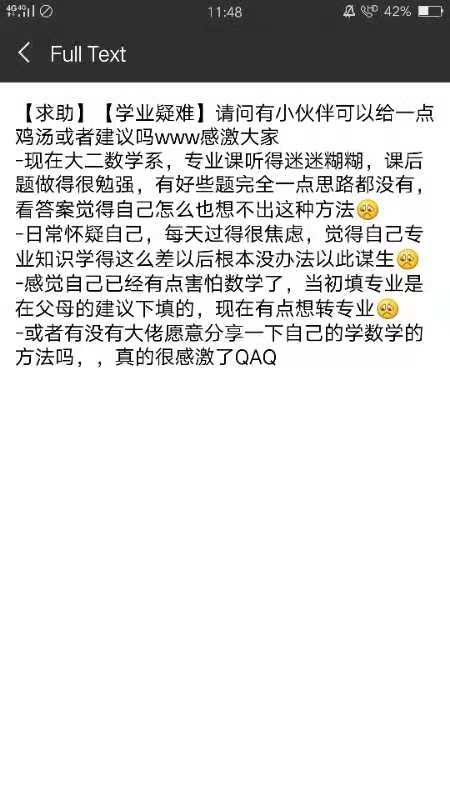 4G 4G 11:48 HD 42%
Full Text
【求助】【学业疑难】请问有小伙伴可以给一点
鸡汤或者建议吗www感激大家
-现在大二数学系，专业课听得迷迷糊糊，课后
题做得很勉强，有好些题完全一点思路都没有，
看答案觉得自己怎么也想不出这种方法🥺
-日常怀疑自己，每天过得很焦虑，觉得自己专
业知识学得这么差以后根本没办法以此谋生🥺
-感觉自己已经有点害怕数学了，当初填专业是
在父母的建议下填的，现在有点想转专业🥺
-或者有没有大佬愿意分享一下自己的学数学的
方法吗，，真的很感激了QAQ